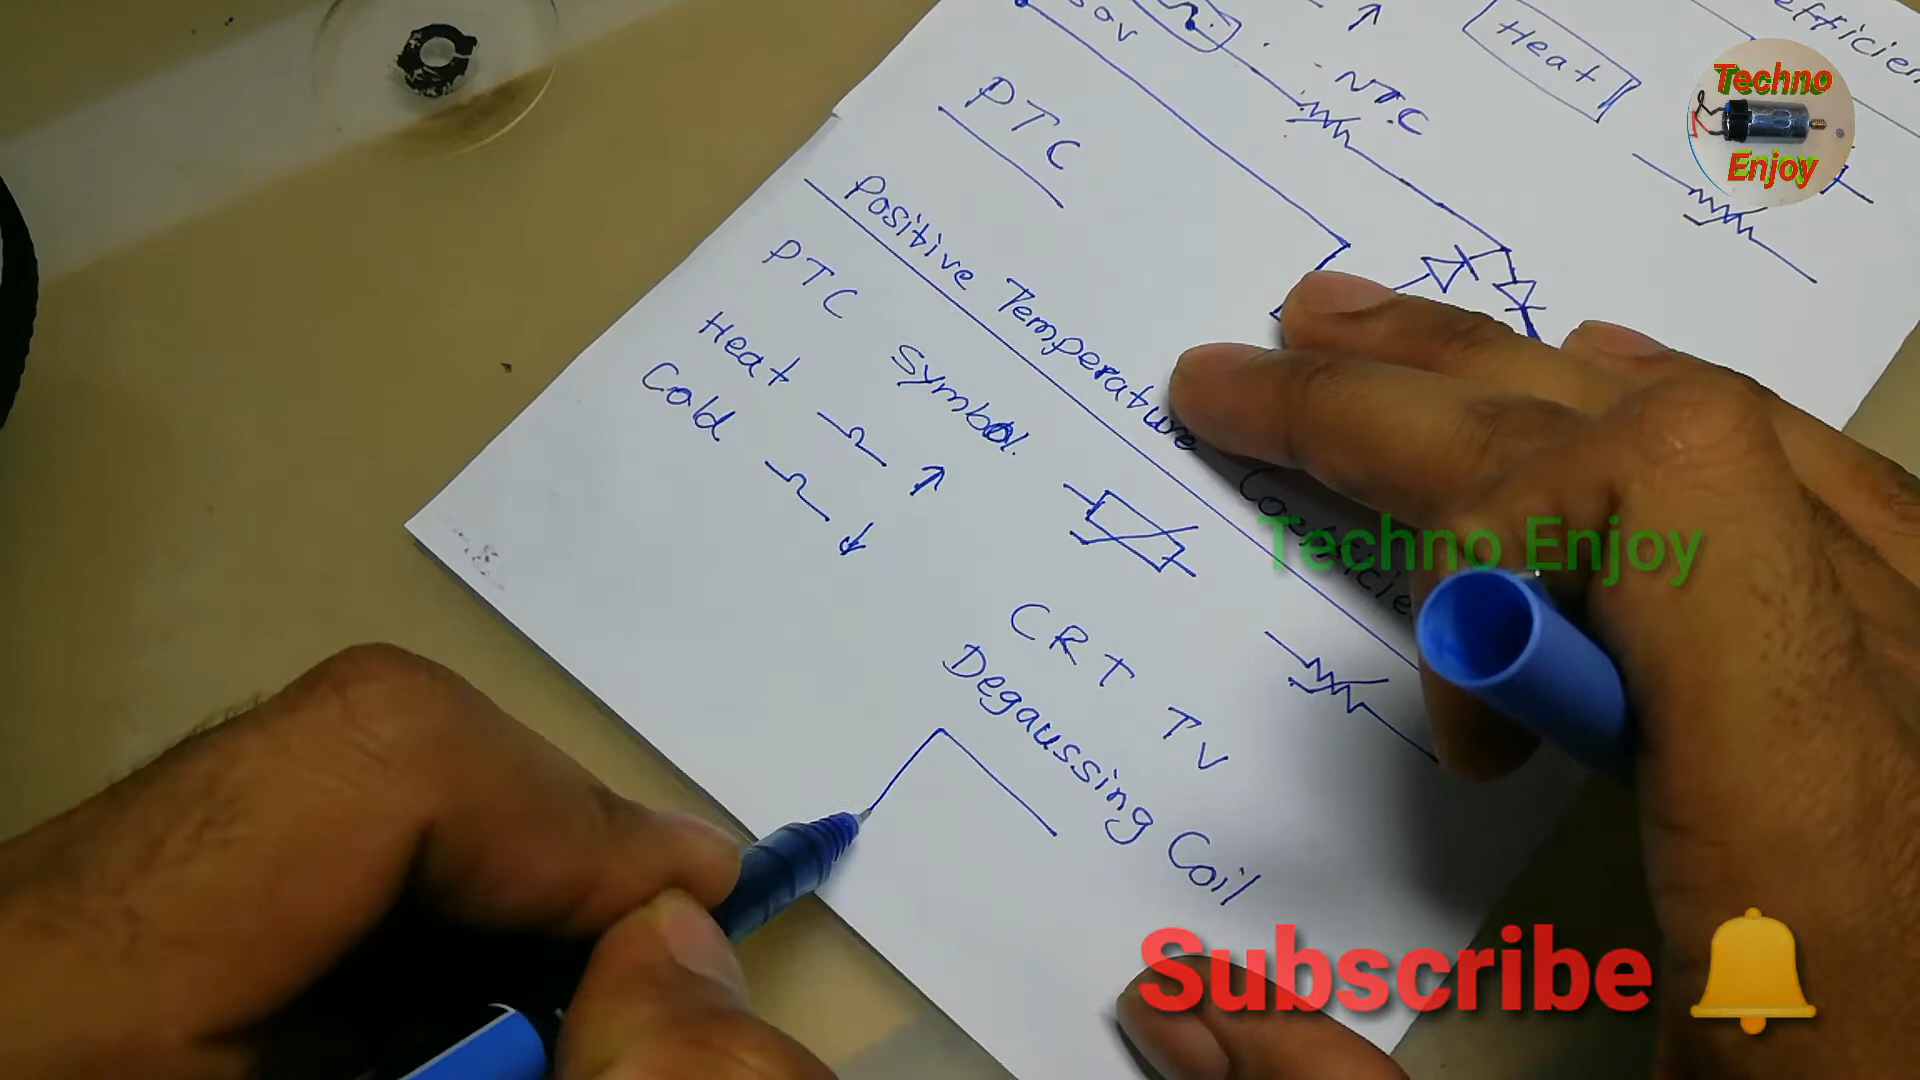 Heat
NTC
Techno
Enjoy
PTC
Positive Temperature
PTC Symbol.
Heat Ω ↑
Cold Ω ↓
Techno Enjoy
CRT TV
Degaussing Coil
Subscribe